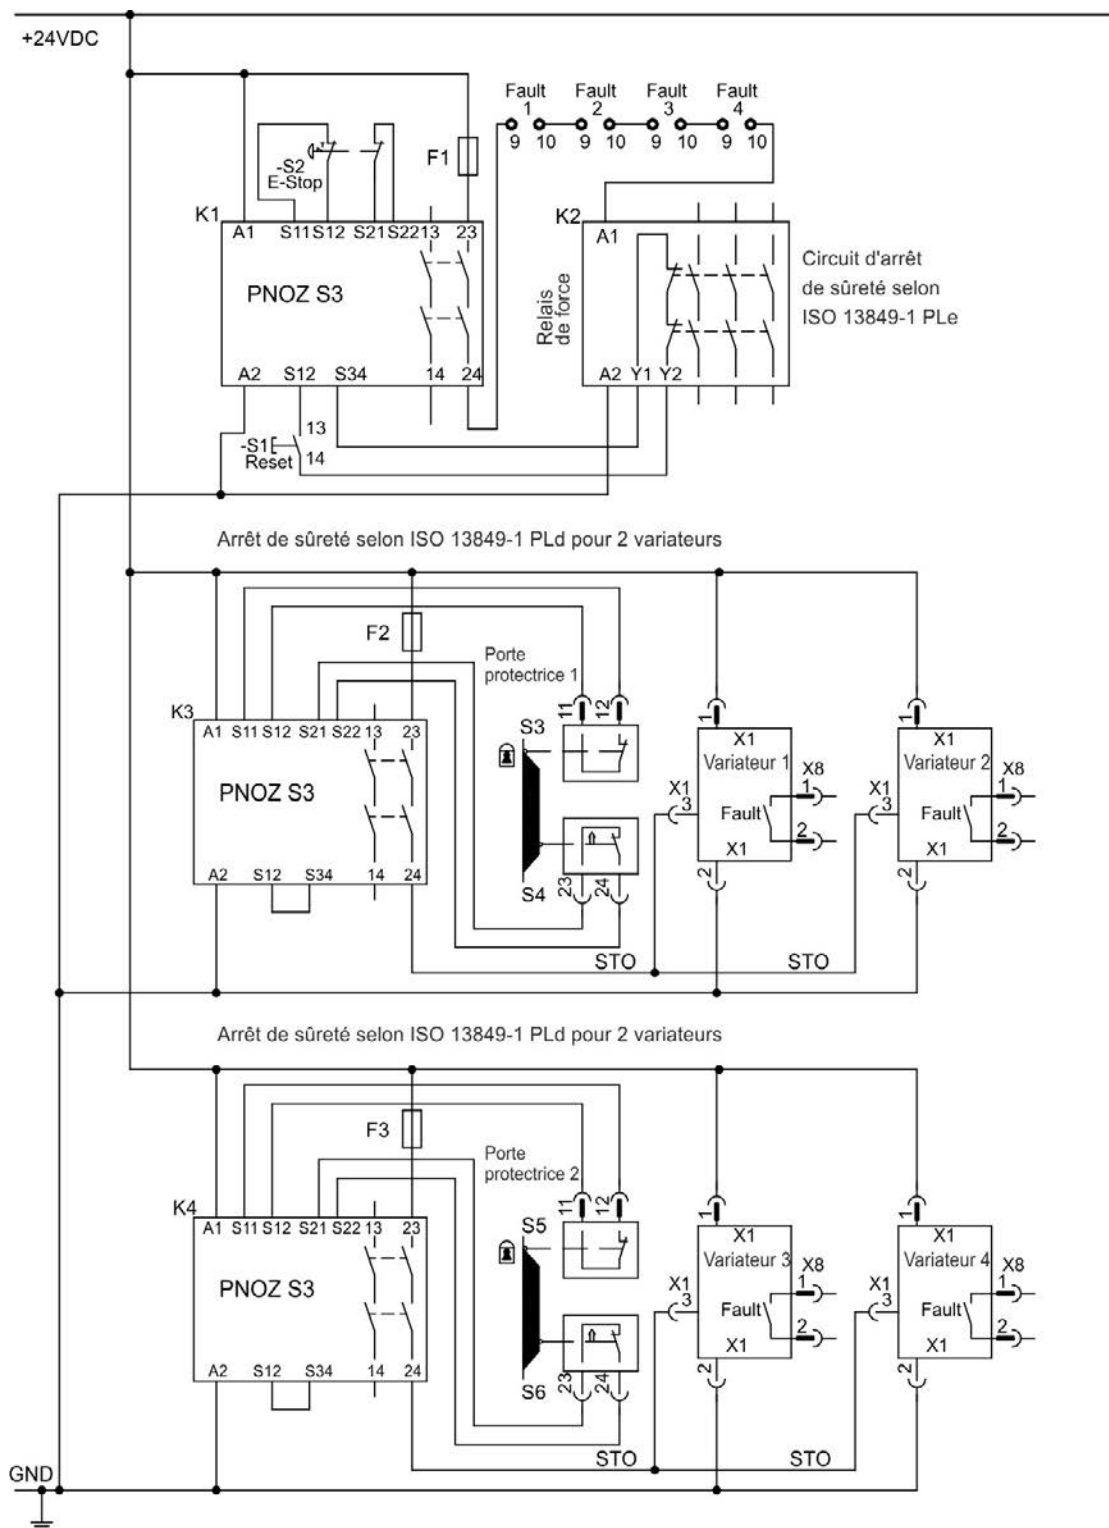 +24VDC
Fault Fault Fault Fault
1 2 3 4
9 10 9 10 9 10 9 10
-S2
E-Stop
F1
K1
A1 S11 S12 S21 S22 13 23
PNOZ S3
A2 S12 S34 14 24
K2
A1
Relais
de force
A2 Y1 Y2
Circuit d'arrêt
de sûreté selon
ISO 13849-1 PLe
13
-S1
Reset
14
Arrêt de sûreté selon ISO 13849-1 PLd pour 2 variateurs
F2
Porte
protectrice 1
K3
A1 S11 S12 S21 S22 13 23
PNOZ S3
A2 S12 S34 14 24
11 12
S3
S4
23 24
1
X1
Variateur 1
X1
3
Fault
X8
1
2
X1
2
1
X1
Variateur 2
X1
3
Fault
X8
1
2
X1
2
STO STO
Arrêt de sûreté selon ISO 13849-1 PLd pour 2 variateurs
F3
Porte
protectrice 2
K4
A1 S11 S12 S21 S22 13 23
PNOZ S3
A2 S12 S34 14 24
11 12
S5
S6
23 24
1
X1
Variateur 3
X1
3
Fault
X8
1
2
X1
2
1
X1
Variateur 4
X1
3
Fault
X8
1
2
X1
2
STO STO
GND